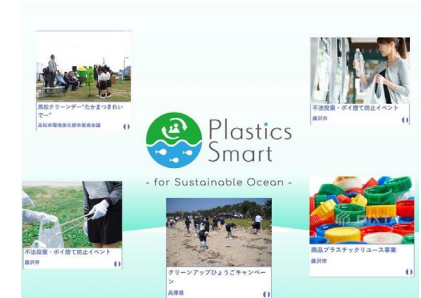 高松クリーンデー"たかまつきれい
でー"
高松市環境美化都市推進会議
不法投棄・ポイ捨て防止イベント
藤沢市
Plastics
Smart
- for Sustainable Ocean -
不法投棄・ポイ捨て防止イベント
藤沢市
クリーンアップひょうごキャンペー
ン
兵庫県
商品プラスチックリユース事業
藤沢市